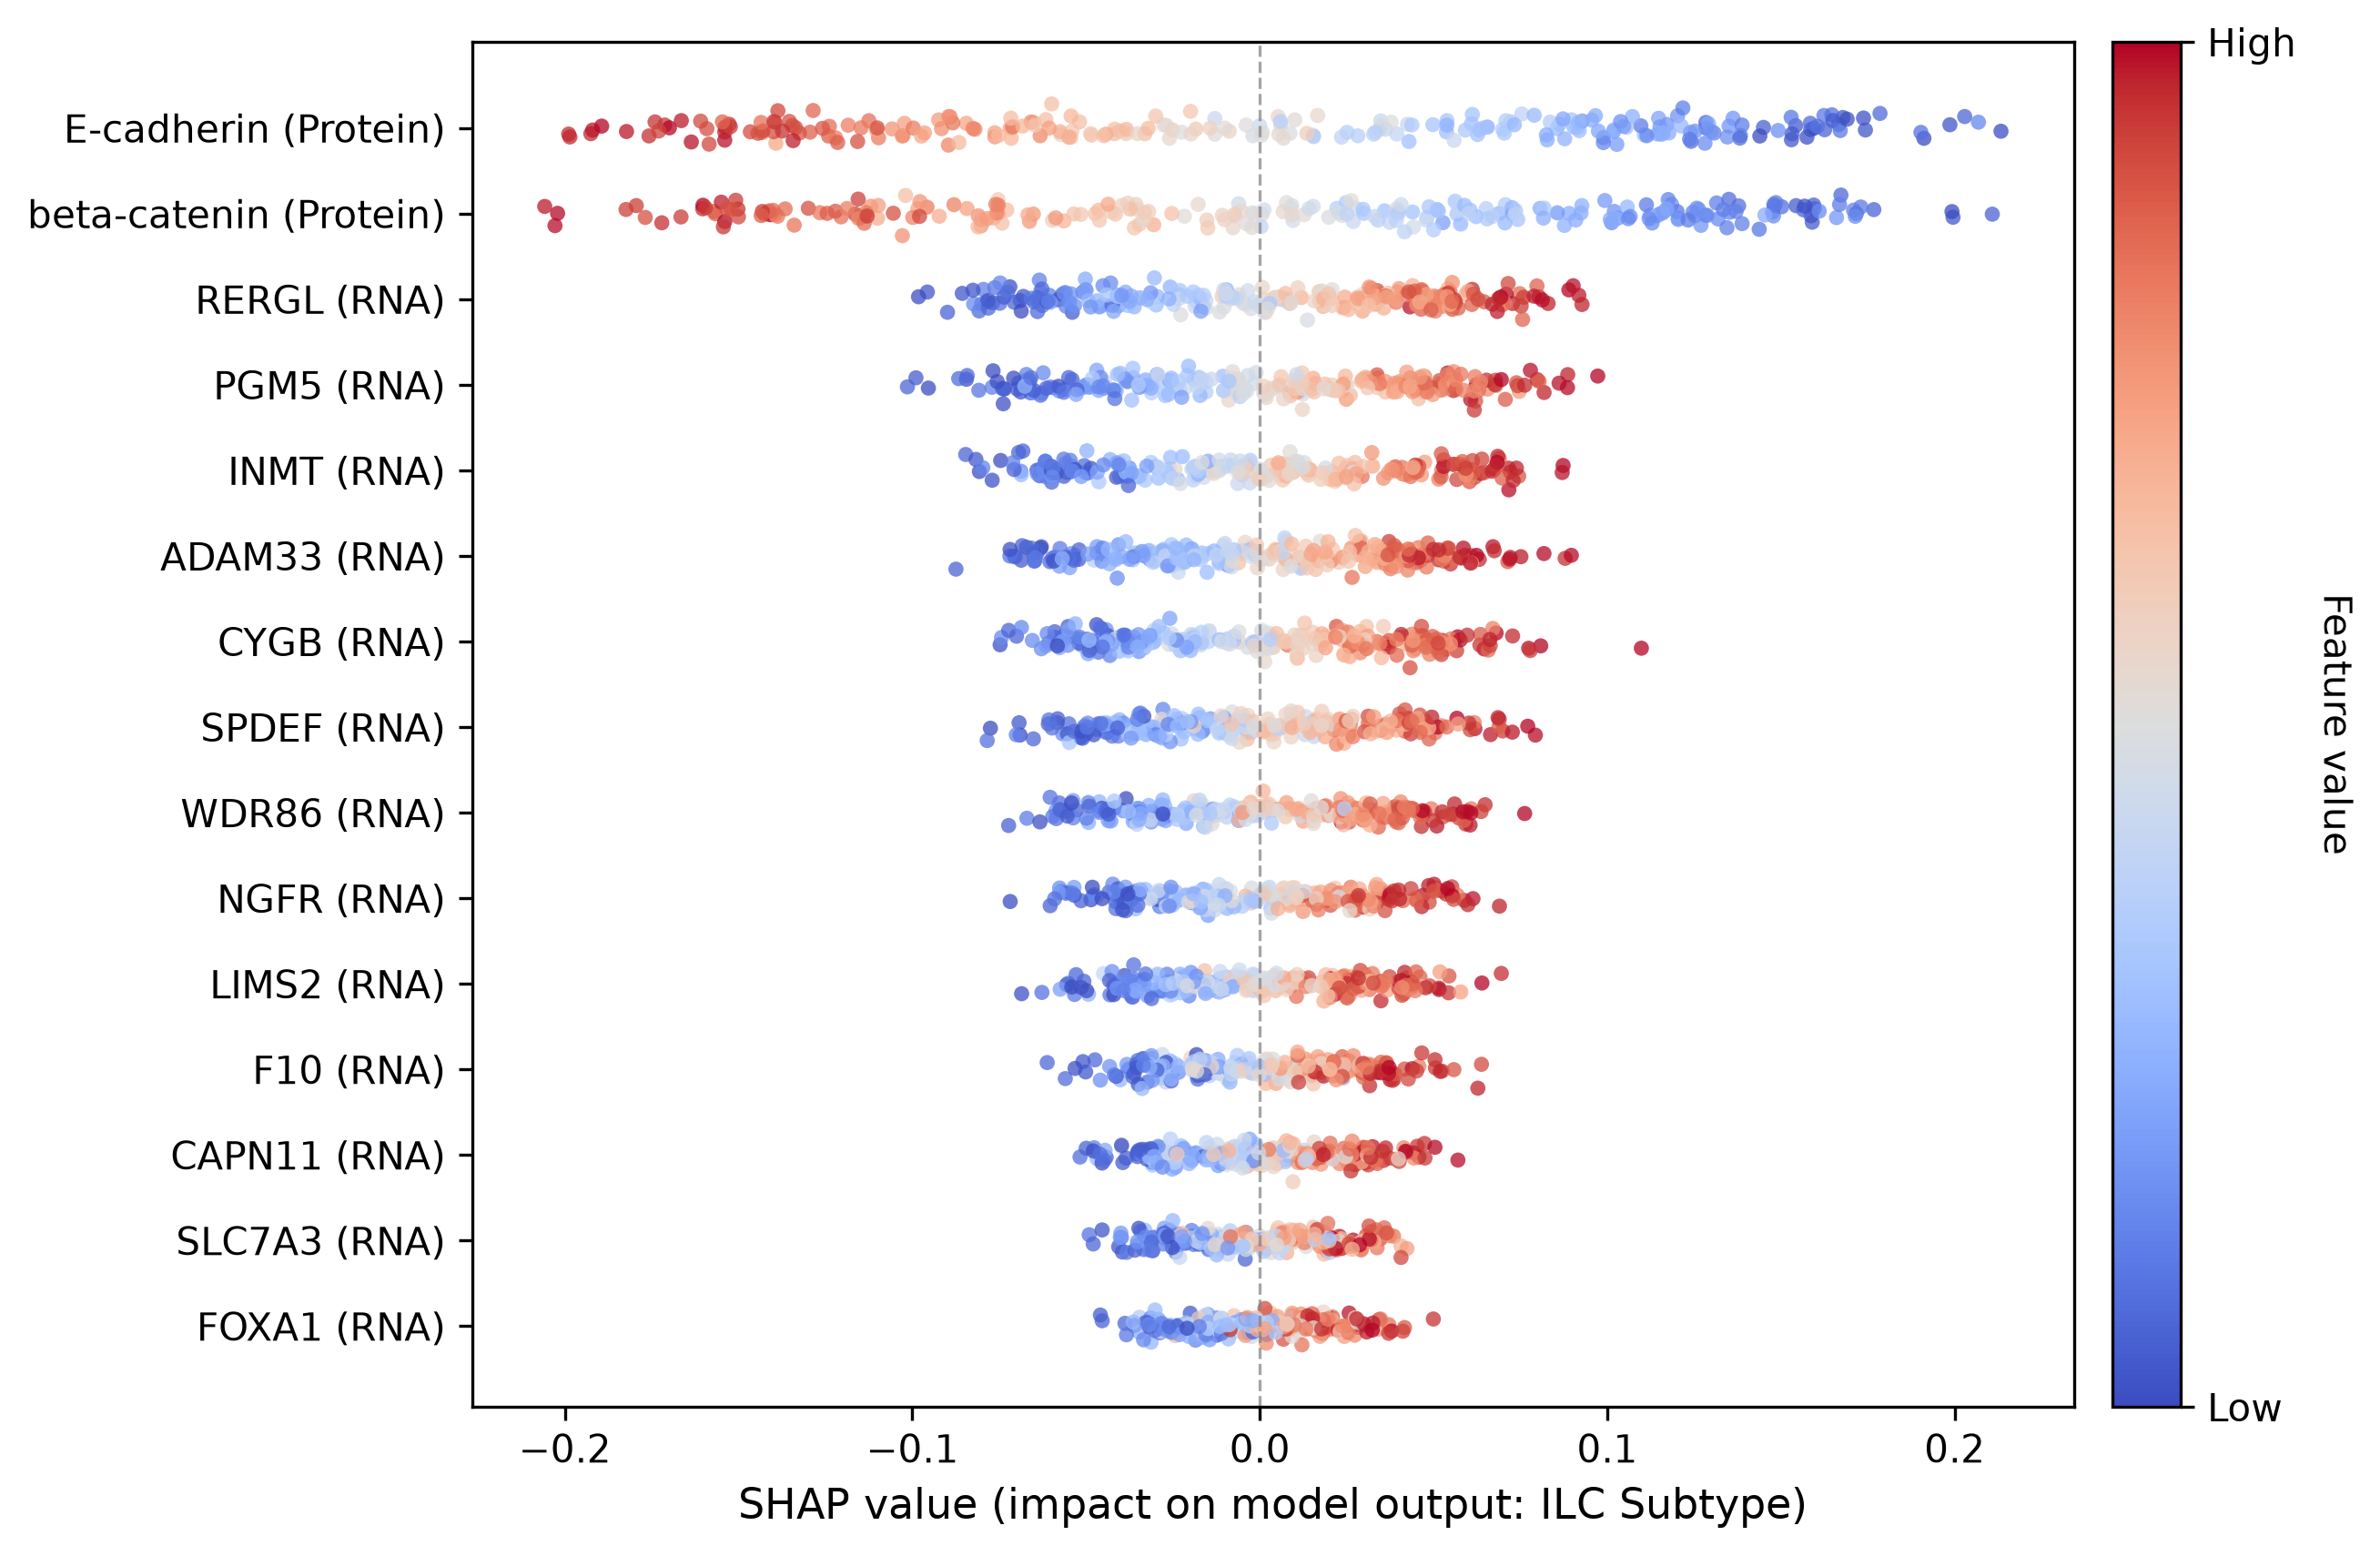 High
E-cadherin (Protein)
beta-catenin (Protein)
RERGL (RNA)
PGM5 (RNA)
INMT (RNA)
ADAM33 (RNA)
CYGB (RNA)
SPDEF (RNA)
WDR86 (RNA)
NGFR (RNA)
LIMS2 (RNA)
F10 (RNA)
CAPN11 (RNA)
SLC7A3 (RNA)
FOXA1 (RNA)
Feature value
Low
−0.2 −0.1 0.0 0.1 0.2
SHAP value (impact on model output: ILC Subtype)